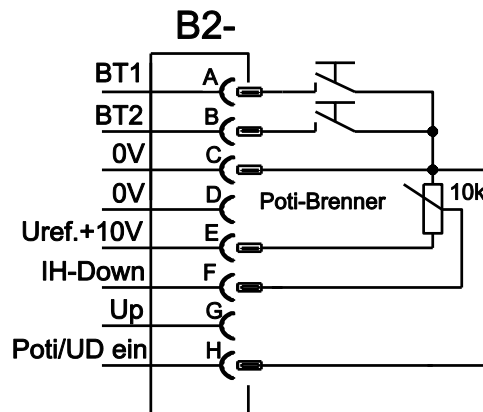 B2-
BT1 A
BT2 B
0V C
0V D
Poti-Brenner 10k
Uref.+10V E
IH-Down F
Up G
Poti/UD ein H